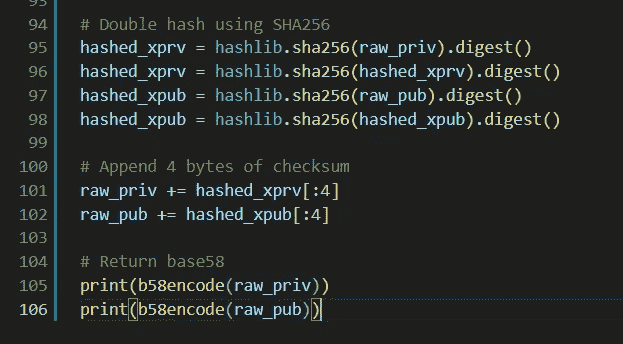 93
94 # Double hash using SHA256
95 hashed_xprv = hashlib.sha256(raw_priv).digest()
96 hashed_xprv = hashlib.sha256(hashed_xprv).digest()
97 hashed_xpub = hashlib.sha256(raw_pub).digest()
98 hashed_xpub = hashlib.sha256(hashed_xpub).digest()
99
100 # Append 4 bytes of checksum
101 raw_priv += hashed_xprv[:4]
102 raw_pub += hashed_xpub[:4]
103
104 # Return base58
105 print(b58encode(raw_priv))
106 print(b58encode(raw_pub))